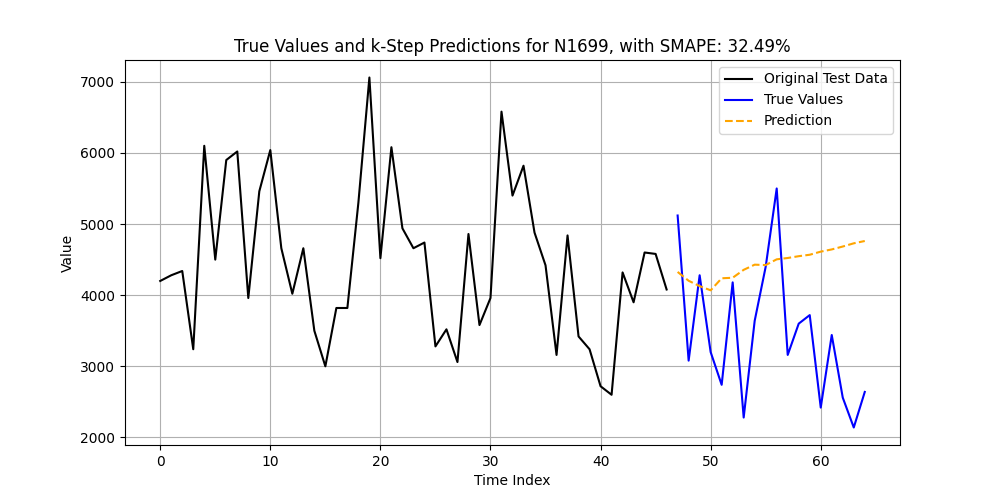 True Values and k-Step Predictions for N1699, with SMAPE: 32.49%
Original Test Data
True Values
Prediction
7000
6000
5000
4000
3000
2000
Value
0 10 20 30 40 50 60
Time Index